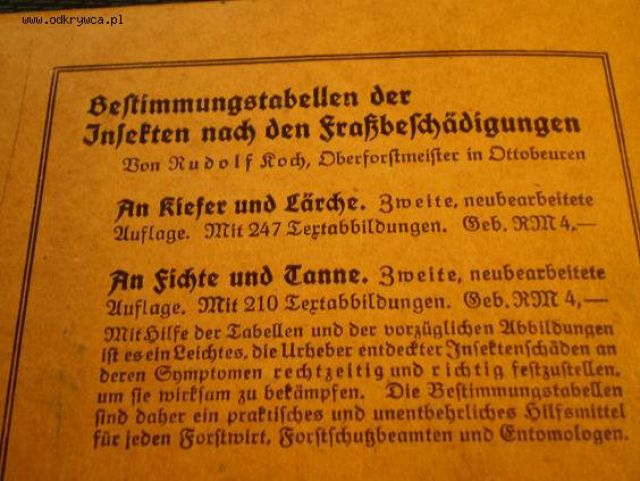 www.odkrywca.pl
Bestimmungstabellen der
Insekten nach den Fraßbeschädigungen
Von Rudolf Koch, Oberforstmeister in Ottobeuren
An Kiefer und Lärche. Zweite, neubearbeitete
Auflage. Mit 247 Textabbildungen. Geb. RM 4,—
An Fichte und Tanne. Zweite, neubearbeitete
Auflage. Mit 210 Textabbildungen. Geb. RM 4,—
Mit Hilfe der Tabellen und der vorzüglichen Abbildungen
ist es ein Leichtes, die Urheber entdeckter Insektenschäden an
deren Symptomen rechtzeitig und richtig festzustellen,
um sie wirksam zu bekämpfen. Die Bestimmungstabellen
sind daher ein praktisches und unentbehrliches Hilfsmittel
für jeden Forstwirt, Forstschutzbeamten und Entomologen.